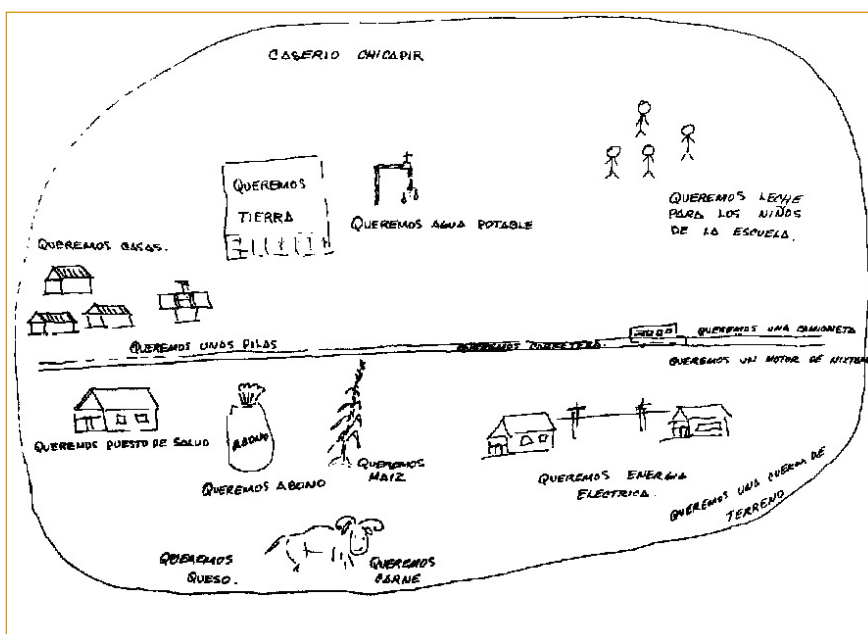 CASERIO CHICAPIR
QUEREMOS
TIERRA
QUEREMOS AGUA POTABLE
QUEREMOS LECHE
PARA LOS NIÑOS
DE LA ESCUELA.
QUEREMOS CASAS.
QUEREMOS UNAS PILAS
QUEREMOS CARRETERA.
QUEREMOS UNA CAMIONETA
QUEREMOS UN MOTOR DE NIXTAM
QUEREMOS PUESTO DE SALUD
ABONO
QUEREMOS ABONO
QUEREMOS
MAIZ
QUEREMOS ENERGIA
ELECTRICA.
QUEREMOS UNA CUERDA DE
TERRENO
QUEREMOS
QUESO.
QUEREMOS
CARNE